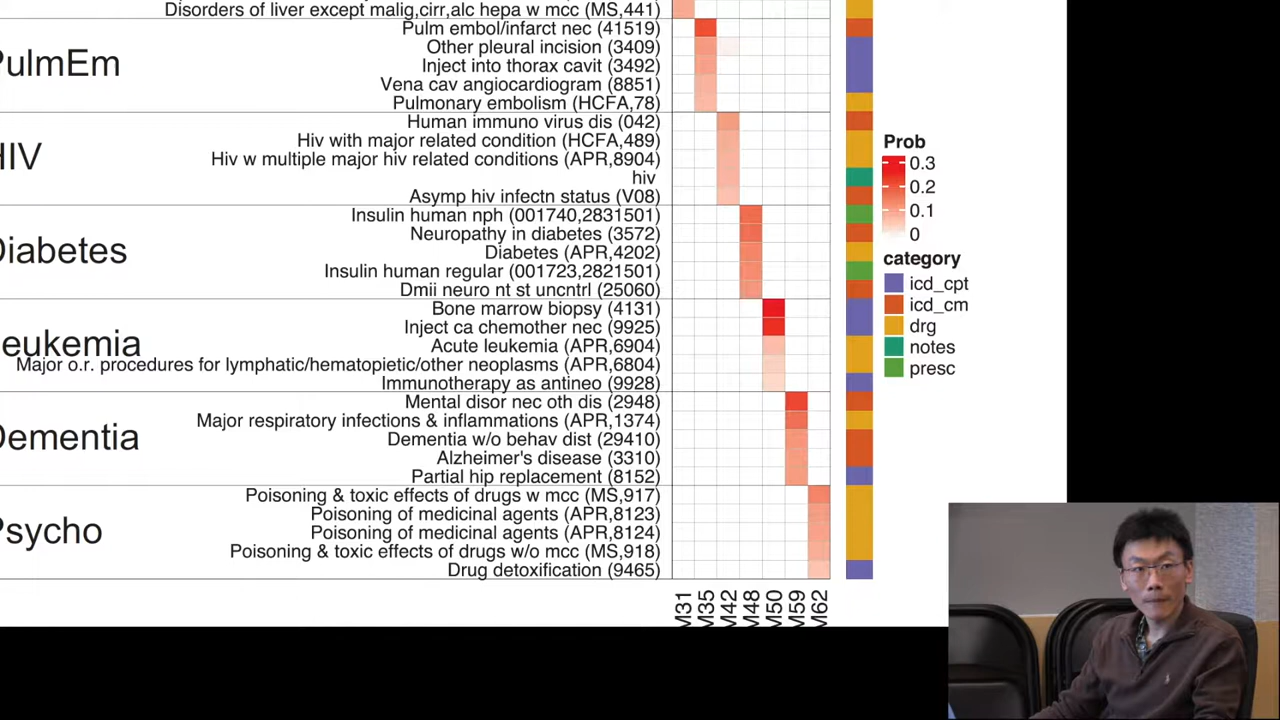 Disorders of liver except malig,cirr,alc hepa w mcc (MS,441)
PulmEm
Pulm embol/infarct nec (41519)
Other pleural incision (3409)
Inject into thorax cavit (3492)
Vena cav angiocardiogram (8851)
Pulmonary embolism (HCFA,78)
HIV
Human immuno virus dis (042)
Hiv with major related condition (HCFA,489)
Hiv w multiple major hiv related conditions (APR,8904)
hiv
Asymp hiv infectn status (V08)
Diabetes
Insulin human nph (001740,2831501)
Neuropathy in diabetes (3572)
Diabetes (APR,4202)
Insulin human regular (001723,2821501)
Dmii neuro nt st uncntrl (25060)
eukemia
Bone marrow biopsy (4131)
Inject ca chemother nec (9925)
Acute leukemia (APR,6904)
Major o.r. procedures for lymphatic/hematopietic/other neoplasms (APR,6804)
Immunotherapy as antineo (9928)
Dementia
Mental disor nec oth dis (2948)
Major respiratory infections & inflammations (APR,1374)
Dementia w/o behav dist (29410)
Alzheimer's disease (3310)
Partial hip replacement (8152)
Psycho
Poisoning & toxic effects of drugs w mcc (MS,917)
Poisoning of medicinal agents (APR,8123)
Poisoning of medicinal agents (APR,8124)
Poisoning & toxic effects of drugs w/o mcc (MS,918)
Drug detoxification (9465)
M31
M35
M42
M48
M50
M59
M62
Prob
0.3
0.2
0.1
0
category
icd_cpt
icd_cm
drg
notes
presc